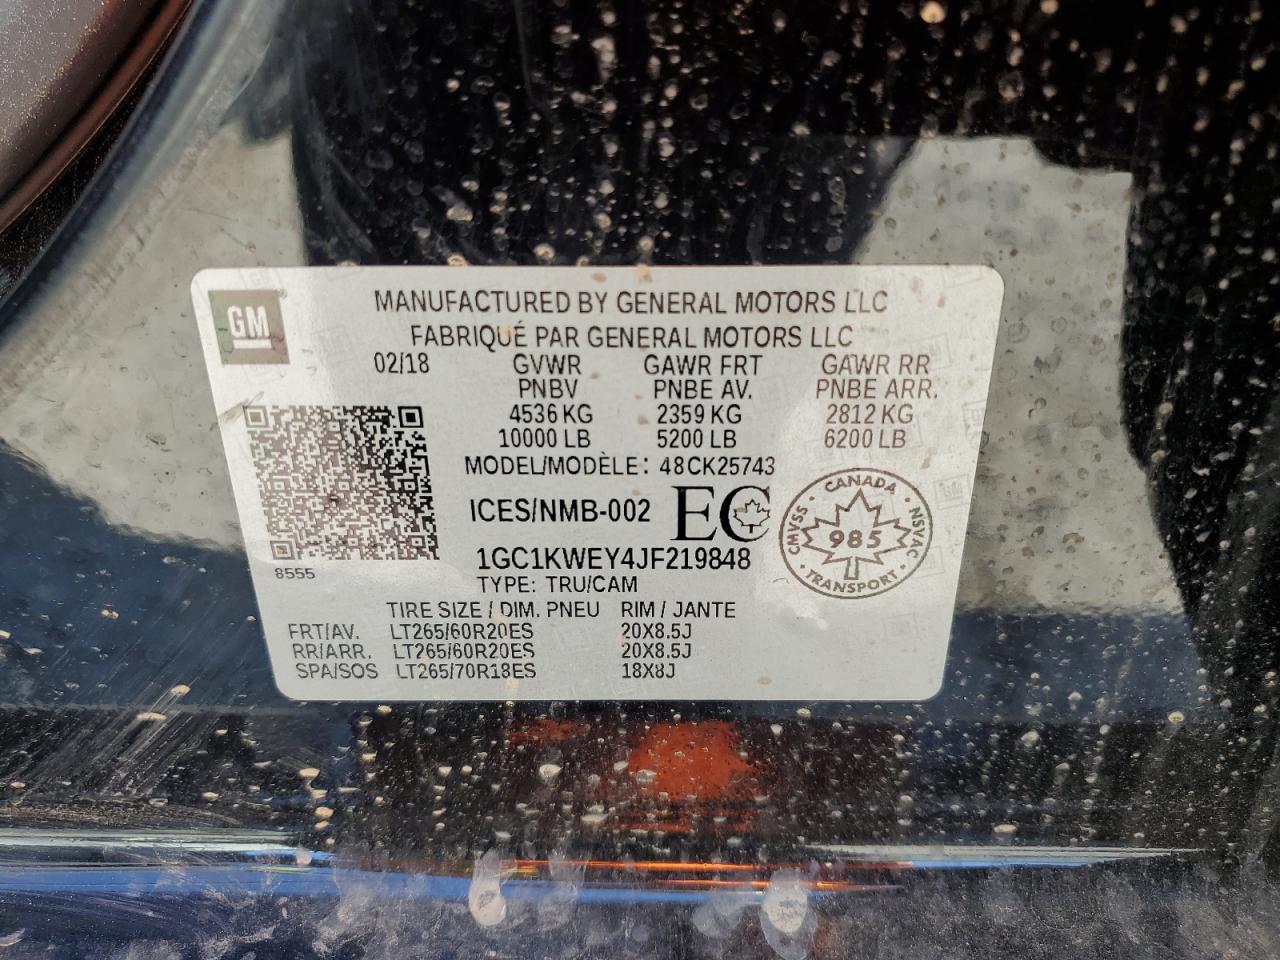 GM
MANUFACTURED BY GENERAL MOTORS LLC
FABRIQUÉ PAR GENERAL MOTORS LLC
02/18 GVWR GAWR FRT GAWR RR
PNBV PNBE AV. PNBE ARR.
4536 KG 2359 KG 2812 KG
10000 LB 5200 LB 6200 LB
MODEL/MODÈLE: 48CK25743
ICES/NMB-002 EC
CANADA
CMVSS 985 NSVAC
TRANSPORT
1GC1KWEY4JF219848
8555
TYPE: TRU/CAM
TIRE SIZE / DIM. PNEU RIM / JANTE
FRT/AV. LT265/60R20ES 20X8.5J
RR/ARR. LT265/60R20ES 20X8.5J
SPA/SOS LT265/70R18ES 18X8J